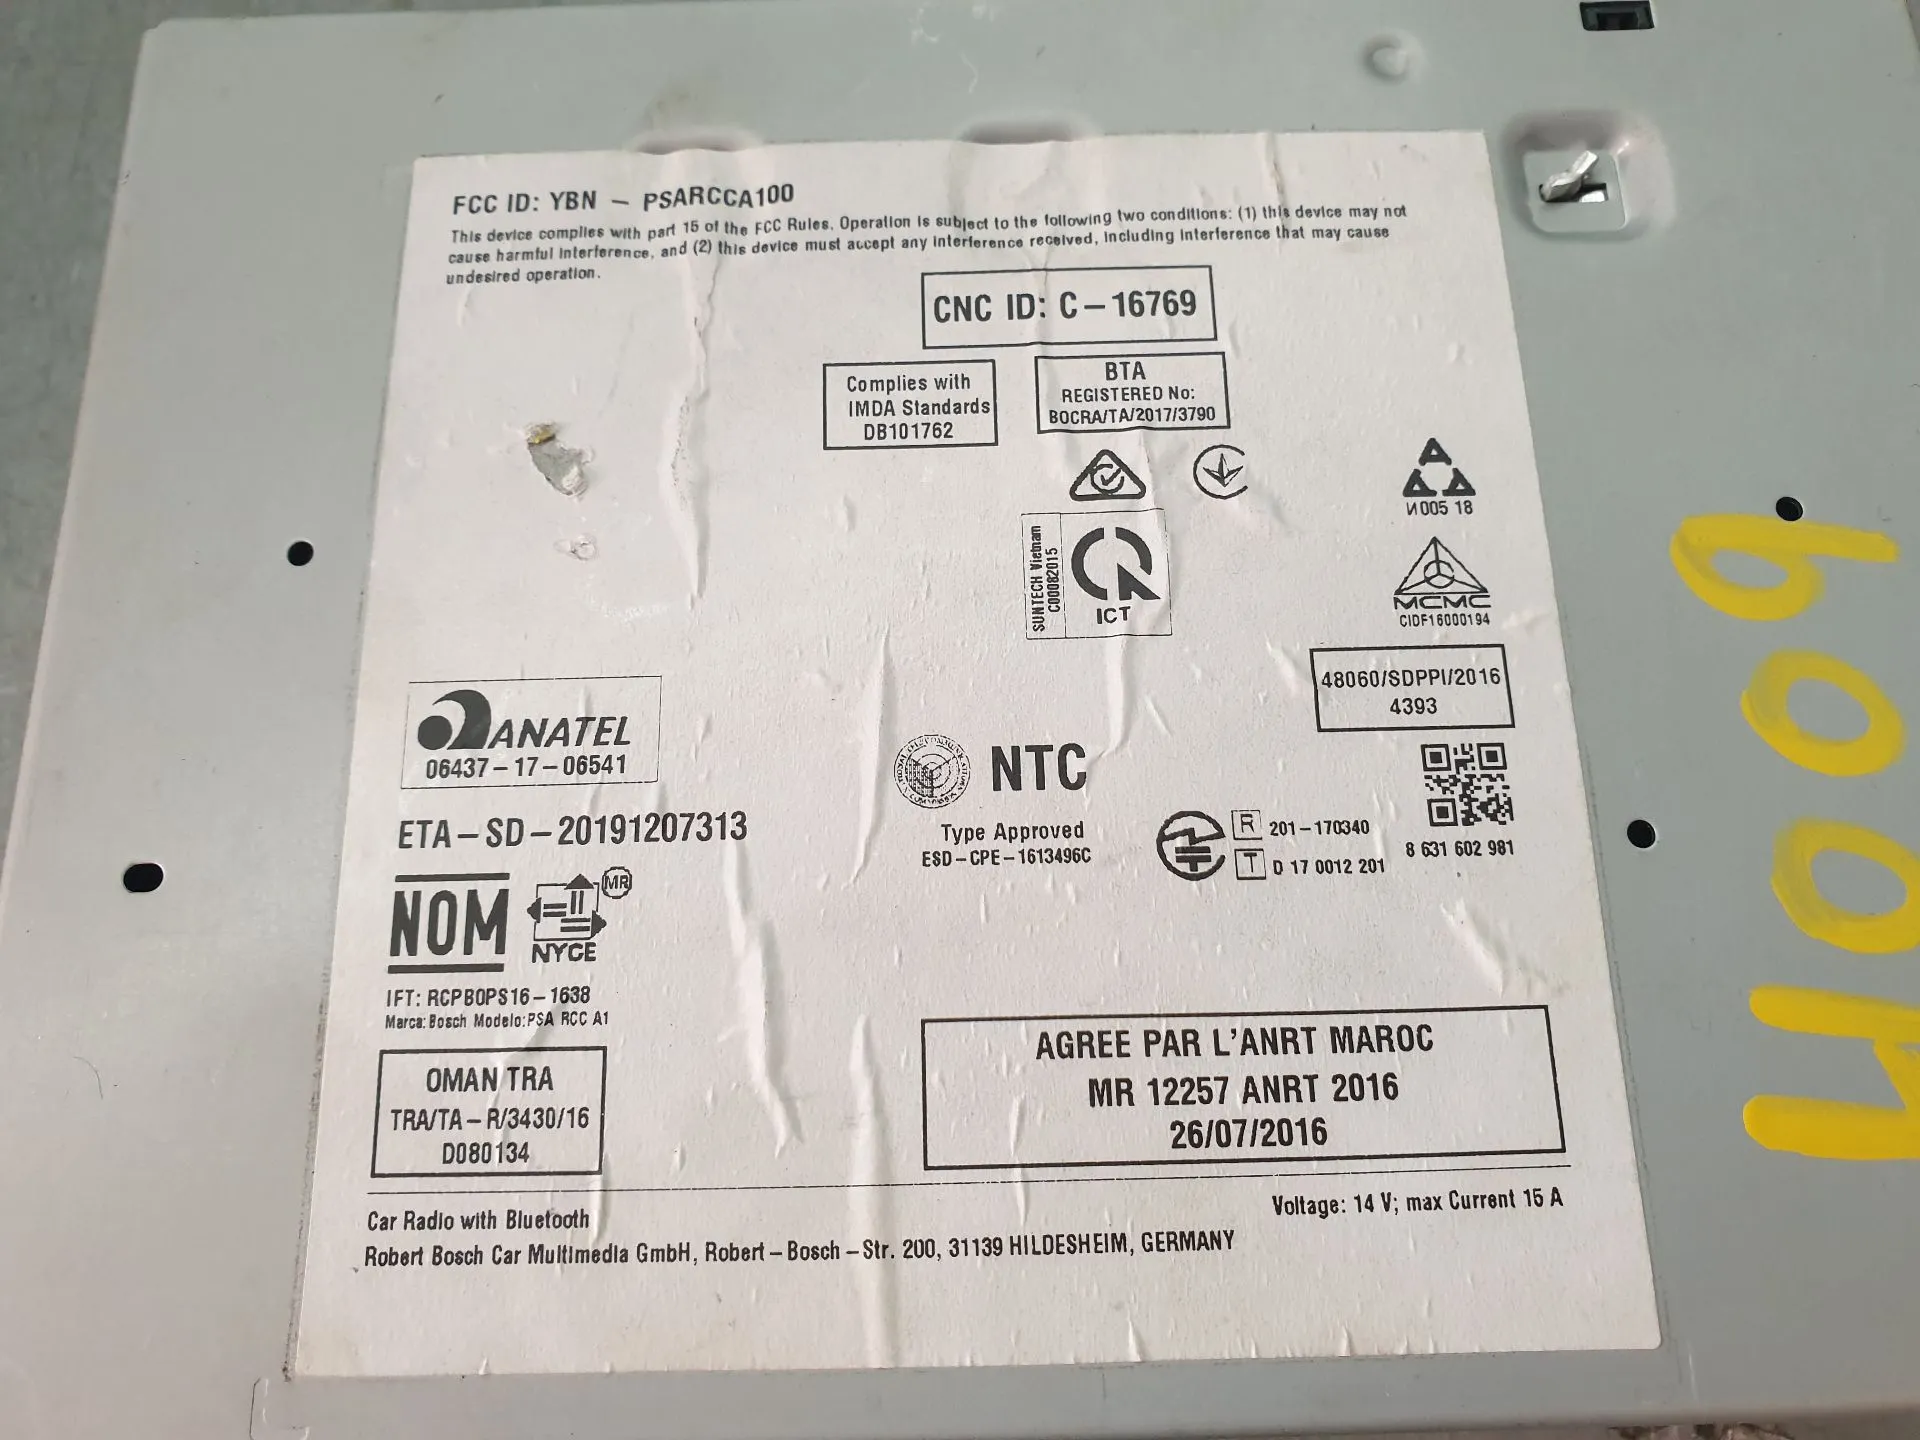 FCC ID: YBN – PSARCCA100
This device complies with part 15 of the FCC Rules. Operation is subject to the following two conditions: (1) this device may not
cause harmful interference, and (2) this device must accept any interference received, including interference that may cause
undesired operation.
CNC ID: C – 16769
Complies with
IMDA Standards
DB101762
BTA
REGISTERED No:
BOCRA/TA/2017/3790
И005 18
SUNTECH Vietnam
C00082015
ICT
MCMC
CIDF16000194
48060/SDPPI/2016
4393
ANATEL
06437 – 17 – 06541
NTC
Type Approved
ESD – CPE – 1613496C
ETA – SD – 20191207313
R 201 – 170340
T D 17 0012 201
8 631 602 981
NOM
MR
NYCE
IFT: RCPBOPS16 – 1638
Marca: Bosch Modelo:PSA RCC A1
OMAN TRA
TRA/TA – R/3430/16
D080134
AGREE PAR L'ANRT MAROC
MR 12257 ANRT 2016
26/07/2016
Voltage: 14 V; max Current 15 A
Car Radio with Bluetooth
Robert Bosch Car Multimedia GmbH, Robert – Bosch – Str. 200, 31139 HILDESHEIM, GERMANY